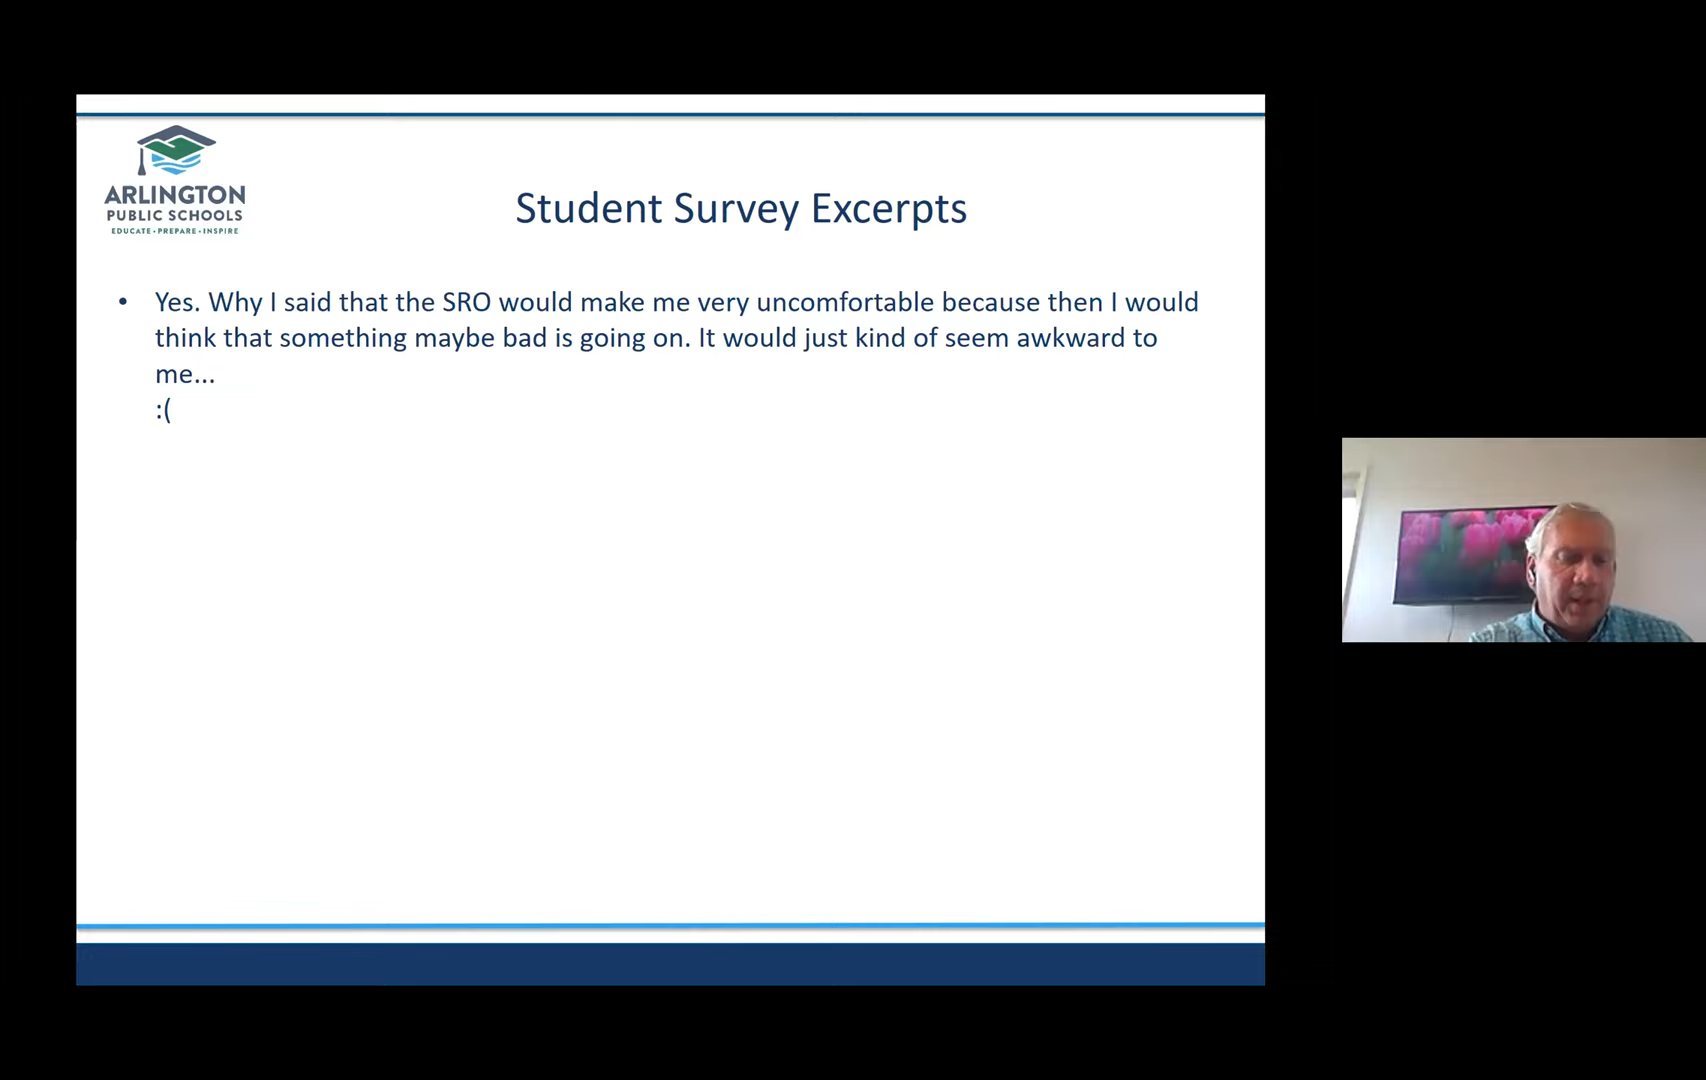 ARLINGTON
PUBLIC SCHOOLS
EDUCATE • PREPARE • INSPIRE
Student Survey Excerpts
• Yes. Why I said that the SRO would make me very uncomfortable because then I would
think that something maybe bad is going on. It would just kind of seem awkward to
me...
:(